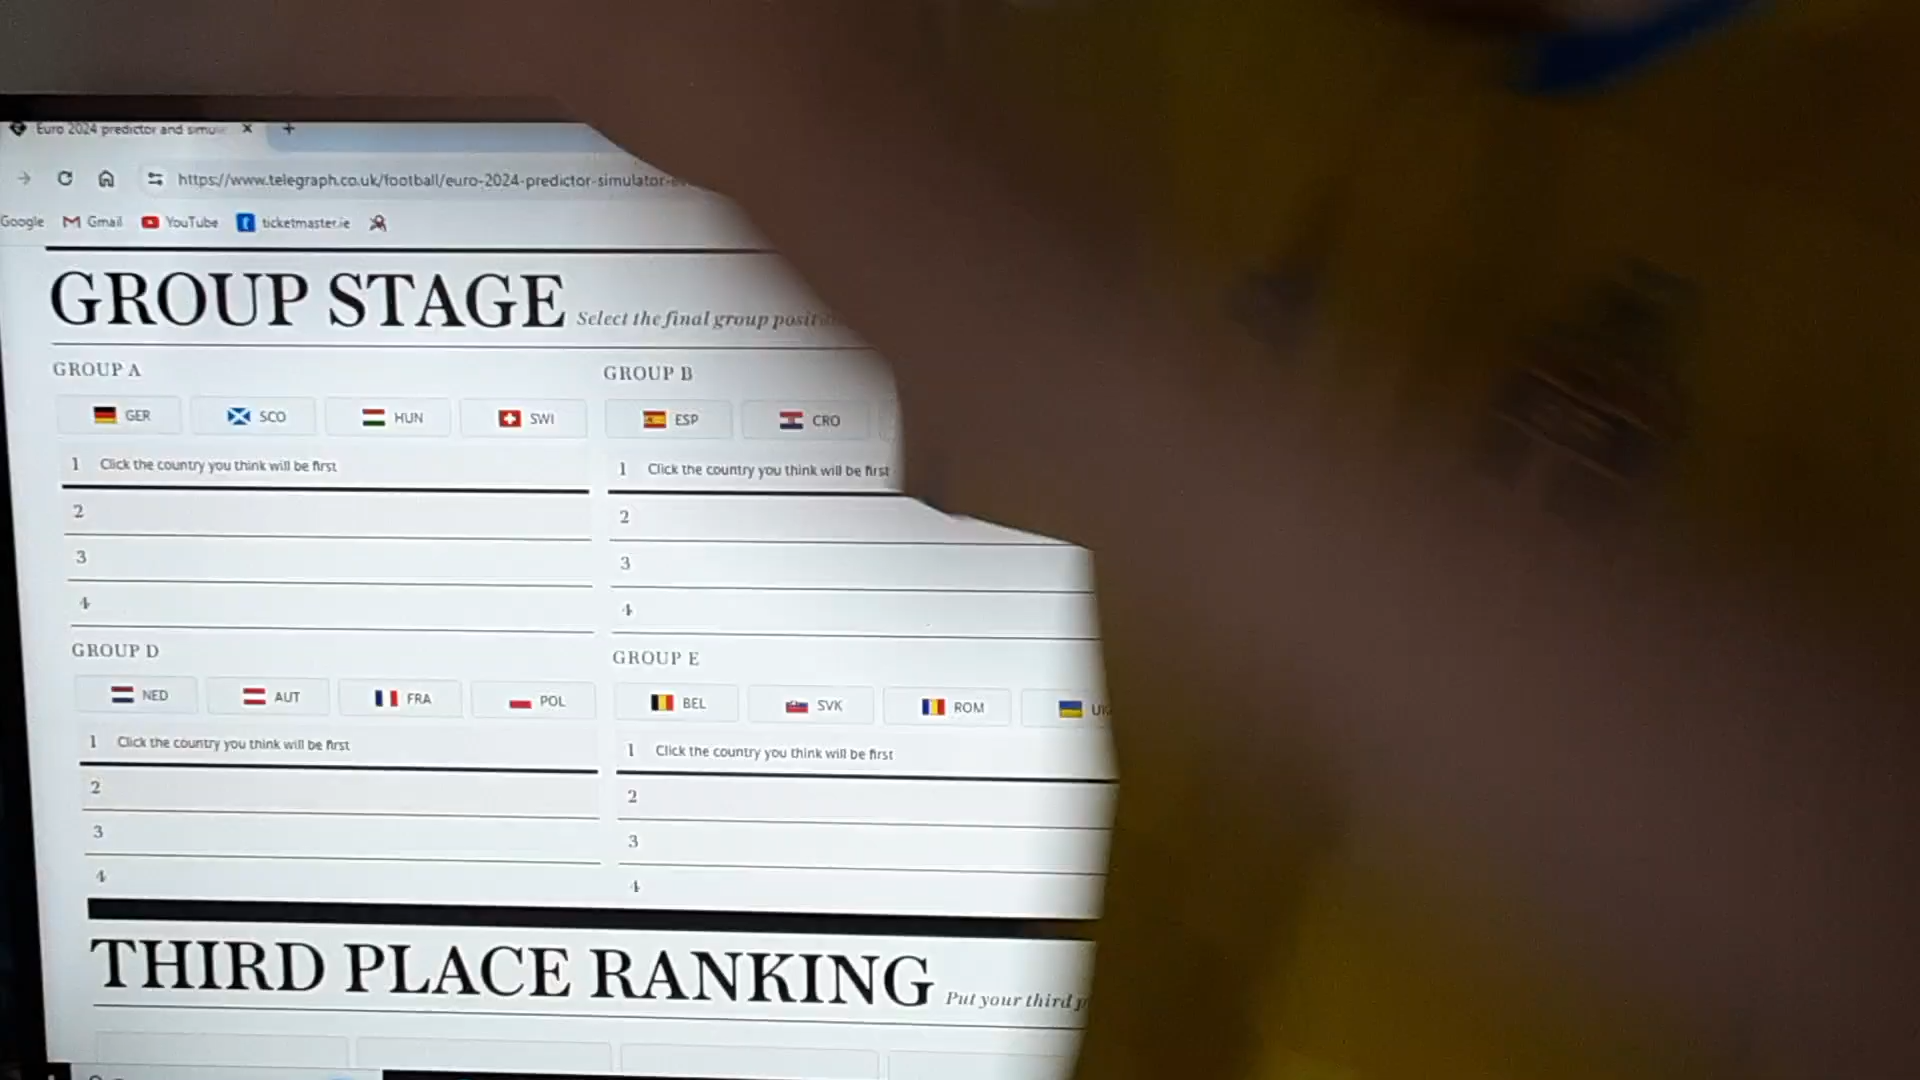 Euro 2024 predictor and simu
https://www.telegraph.co.uk/football/euro-2024-predictor-simulator-
Google Gmail YouTube ticketmaster.ie
GROUP STAGE Select the final group
GROUP A
GER SCO HUN SWI
1 Click the country you think will be first
2
3
4
GROUP B
ESP CRO
1 Click the country you think will be first
2
3
4
GROUP D
NED AUT FRA POL
1 Click the country you think will be first
2
3
4
GROUP E
BEL SVK ROM
1 Click the country you think will be first
2
3
4
THIRD PLACE RANKING Put your third